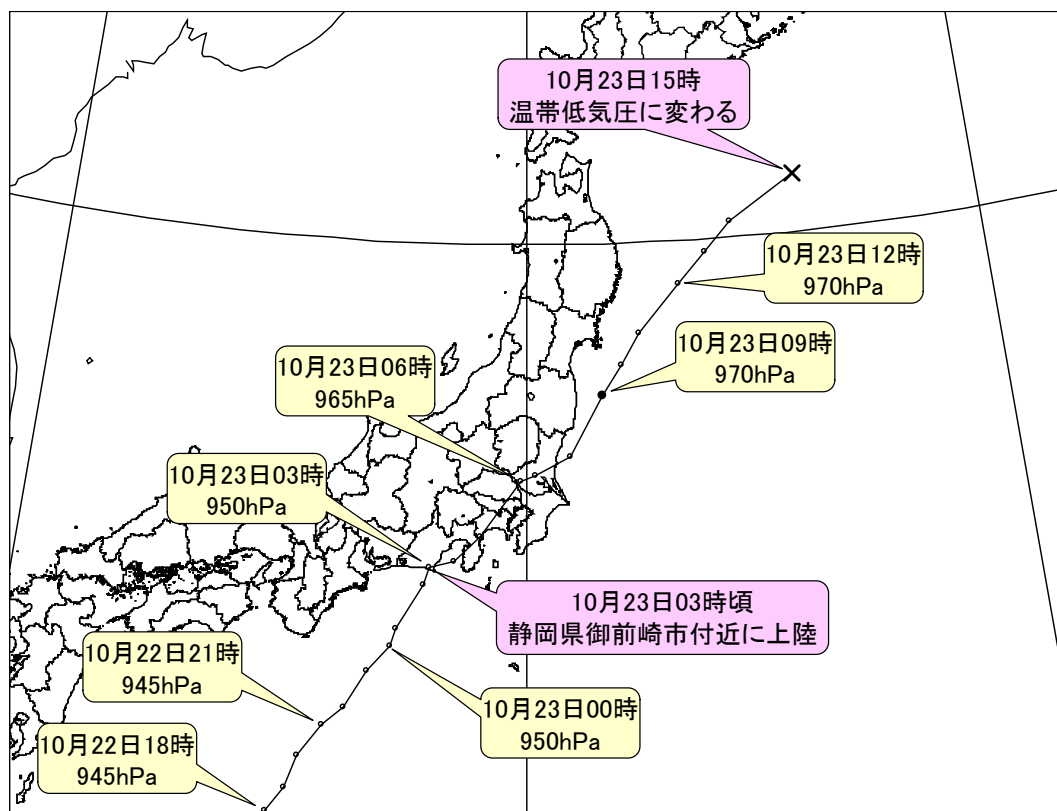 10月23日15時
温帯低気圧に変わる
10月23日12時
970hPa
10月23日09時
970hPa
10月23日06時
965hPa
10月23日03時
950hPa
10月23日03時頃
静岡県御前崎市付近に上陸
10月22日21時
945hPa
10月23日00時
950hPa
10月22日18時
945hPa